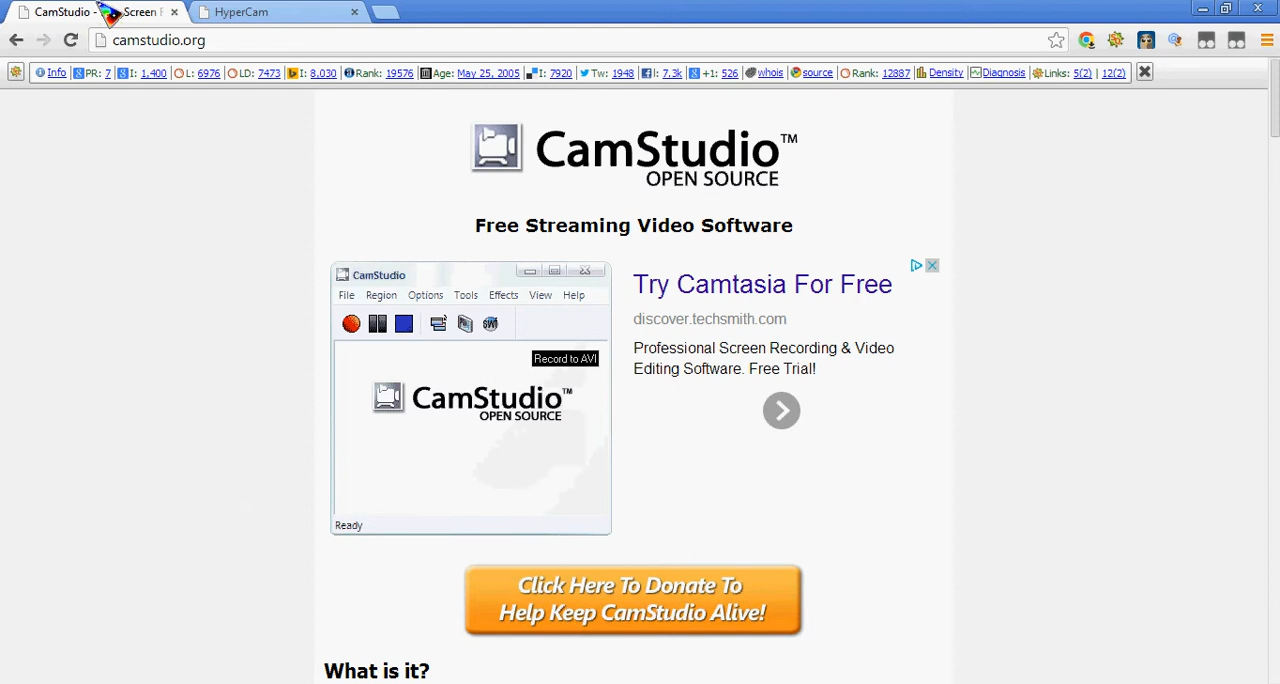 CamStudio - Screen
HyperCam
camstudio.org
Info PR: 7 I: 1,400 L: 6976 LD: 7473 I: 8,030 Rank: 19576 Age: May 25, 2005 I: 7920 Tw: 1948 I: 7.3k +1: 526 whois source Rank: 12887 Density Diagnosis Links: 5(2) | 12(2)
CamStudio™
OPEN SOURCE
Free Streaming Video Software
CamStudio
File Region Options Tools Effects View Help
Record to AVI
CamStudio™
OPEN SOURCE
Ready
Try Camtasia For Free
discover.techsmith.com
Professional Screen Recording & Video
Editing Software. Free Trial!
Click Here To Donate To
Help Keep CamStudio Alive!
What is it?